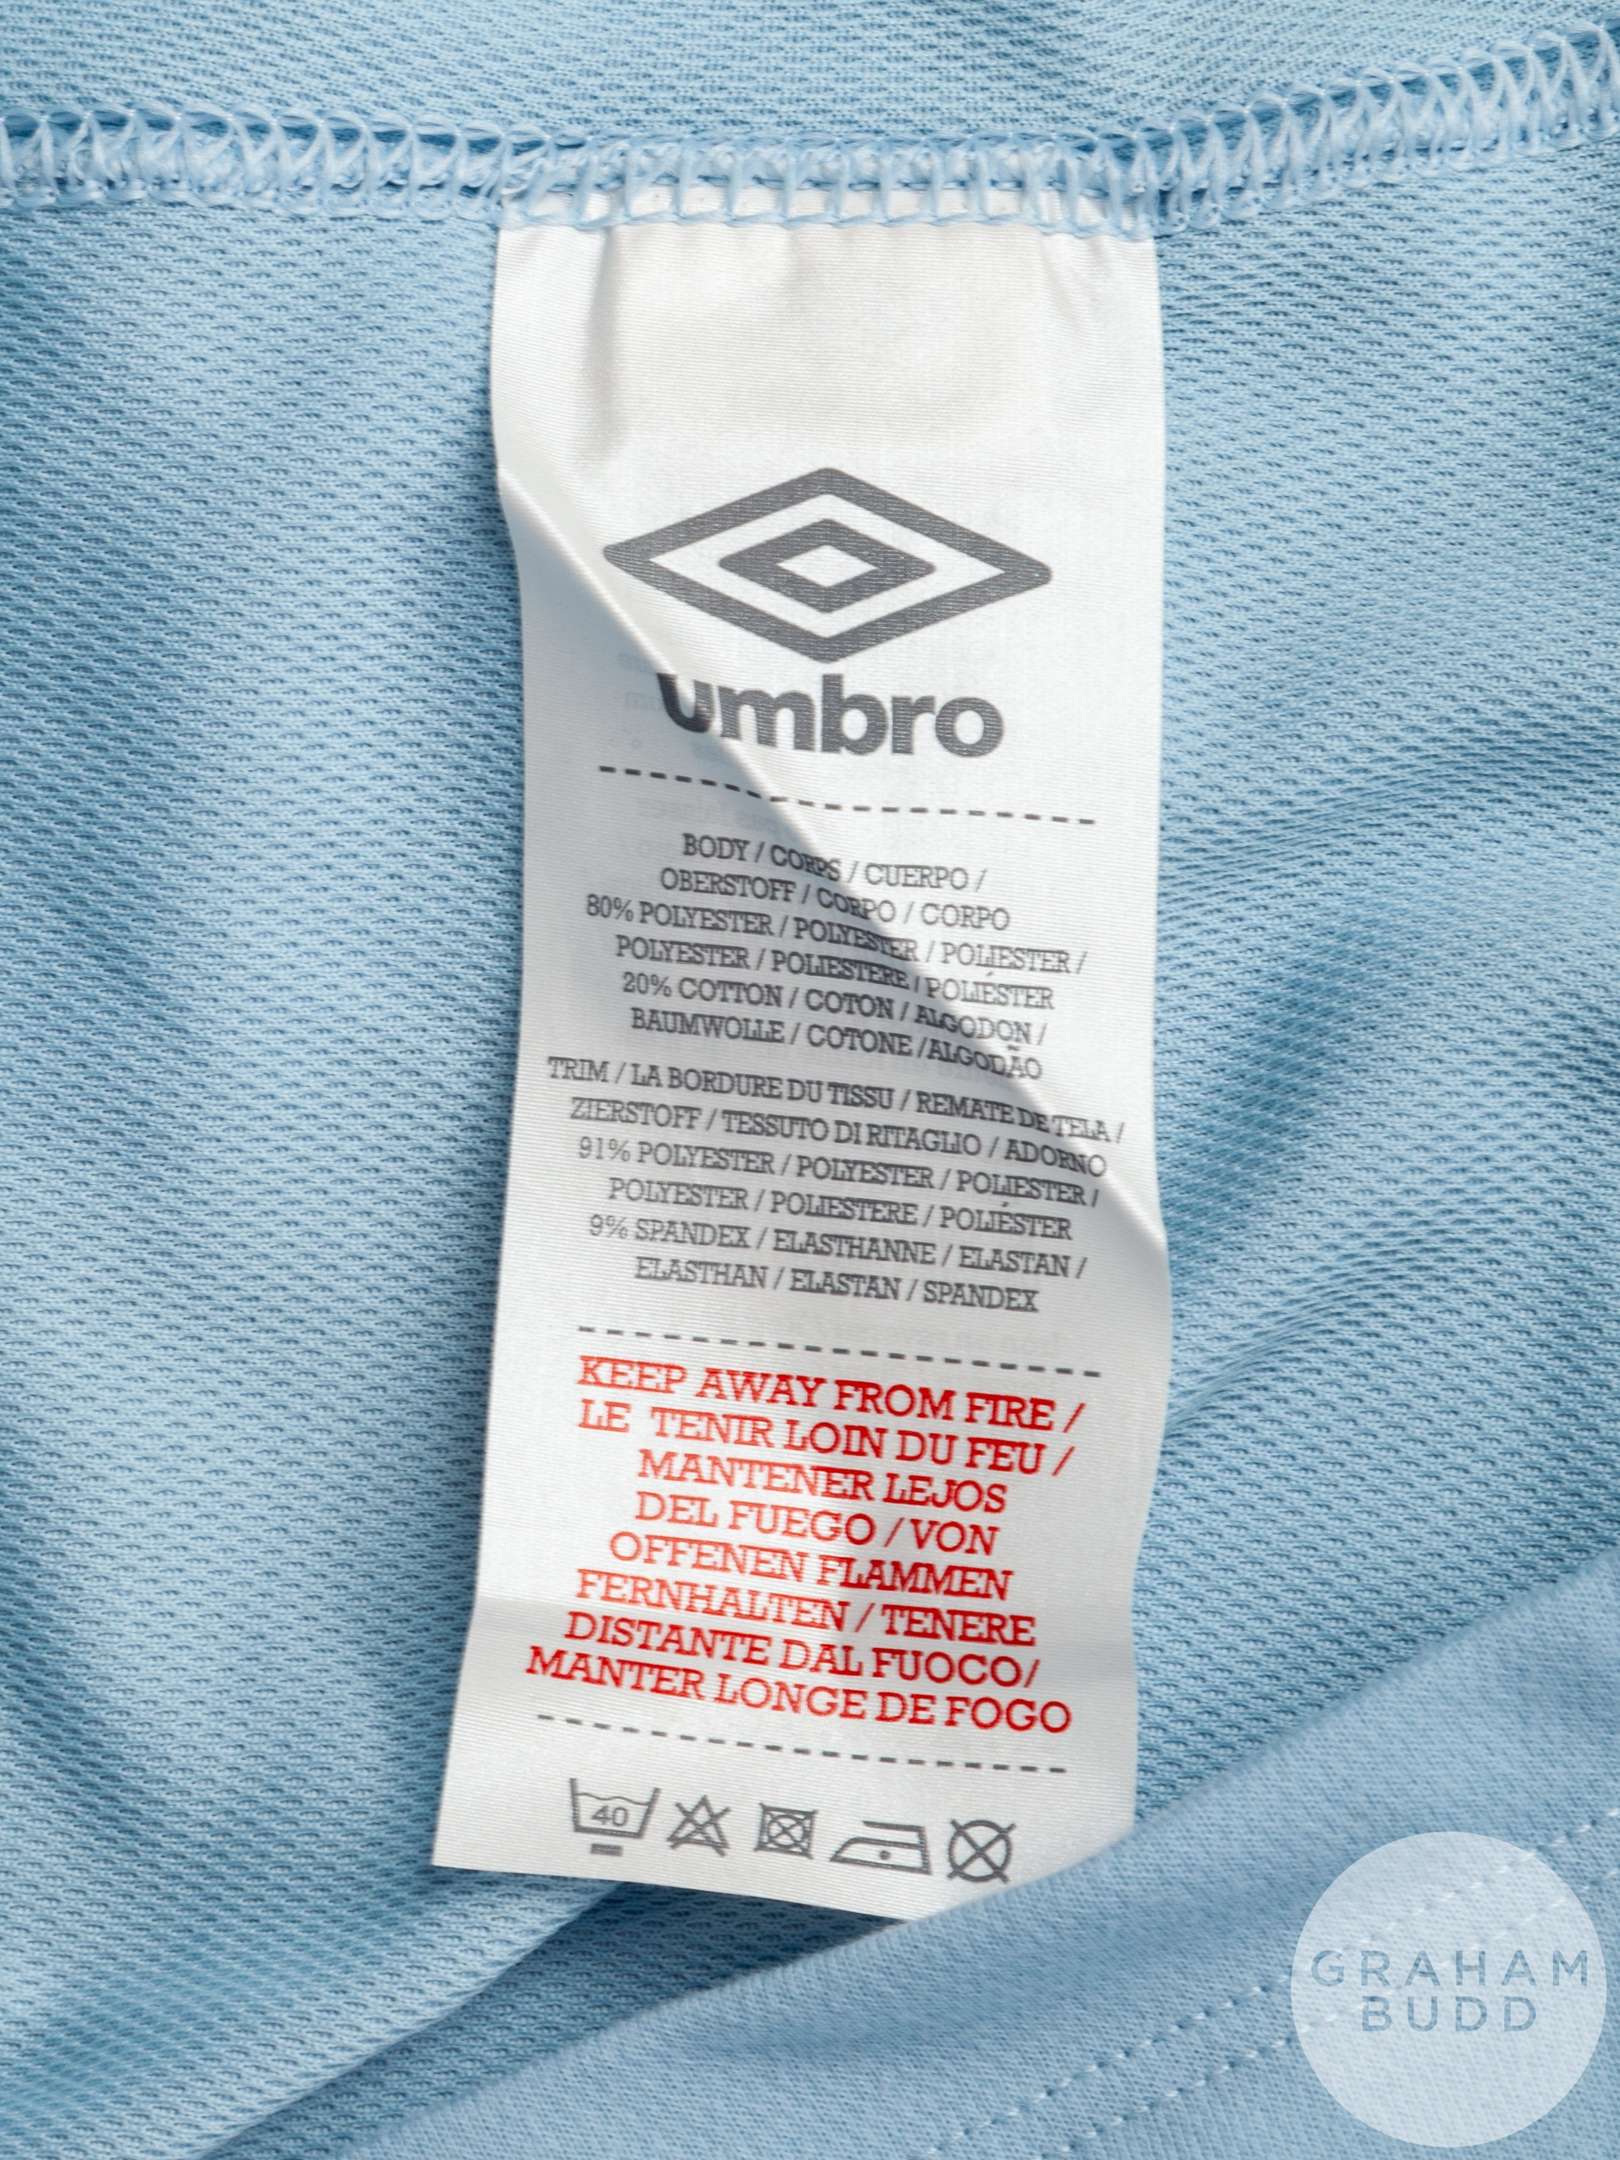 umbro
BODY / CORPS / CUERPO /
OBERSTOFF / CORPO / CORPO
80% POLYESTER / POLYESTER / POLIESTER /
POLYESTER / POLIESTERE / POLIÉSTER
20% COTTON / COTON / ALGODON /
BAUMWOLLE / COTONE /ALGODÃO
TRIM / LA BORDURE DU TISSU / REMATE DE TELA /
ZIERSTOFF / TESSUTO DI RITAGLIO / ADORNO
91% POLYESTER / POLYESTER / POLIESTER /
POLYESTER / POLIESTERE / POLIÉSTER
9% SPANDEX / ELASTHANNE / ELASTAN /
ELASTHAN / ELASTAN / SPANDEX
KEEP AWAY FROM FIRE /
LE TENIR LOIN DU FEU /
MANTENER LEJOS
DEL FUEGO / VON
OFFENEN FLAMMEN
FERNHALTEN / TENERE
DISTANTE DAL FUOCO/
MANTER LONGE DE FOGO
40
GRAHAM
BUDD